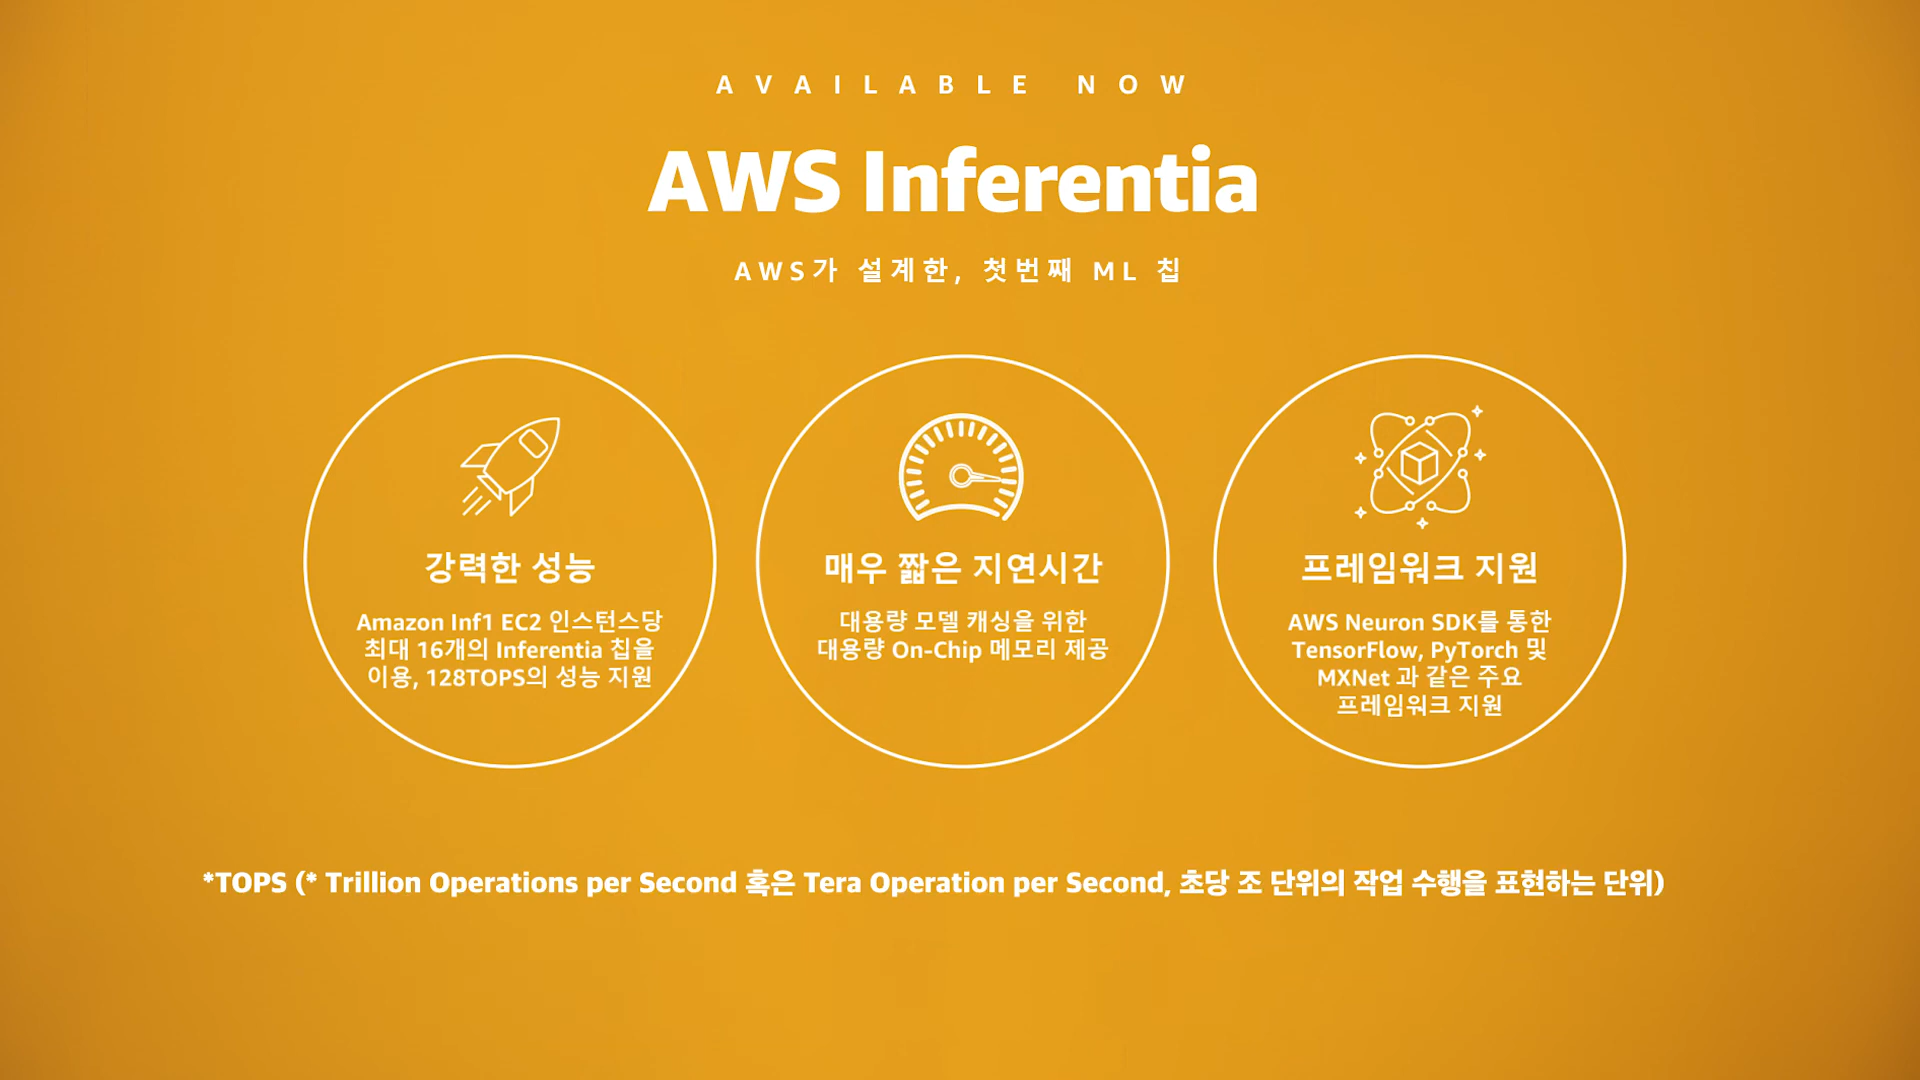 AVAILABLE NOW
AWS Inferentia
AWS가 설계한, 첫번째 ML 칩
강력한 성능
Amazon Inf1 EC2 인스턴스당
최대 16개의 Inferentia 칩을
이용, 128TOPS의 성능 지원
매우 짧은 지연시간
대용량 모델 캐싱을 위한
대용량 On-Chip 메모리 제공
프레임워크 지원
AWS Neuron SDK를 통한
TensorFlow, PyTorch 및
MXNet 과 같은 주요
프레임워크 지원
*TOPS (* Trillion Operations per Second 혹은 Tera Operation per Second, 초당 조 단위의 작업 수행을 표현하는 단위)